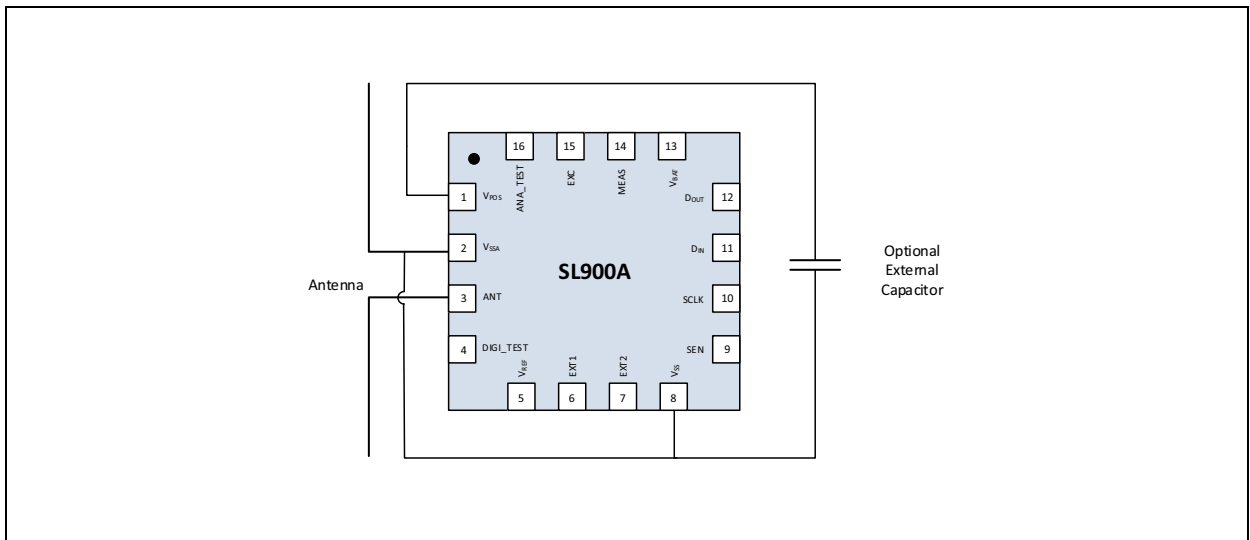 16
15
14
13
ANA_TEST
EXC
MEAS
VBAT
1
VPOS
DOUT
12
2
VSSA
DIN
11
SL900A
Optional
External
Capacitor
Antenna
3
ANT
SCLK
10
4
DIGI_TEST
SEN
9
VREF
EXT1
EXT2
VSS
5
6
7
8